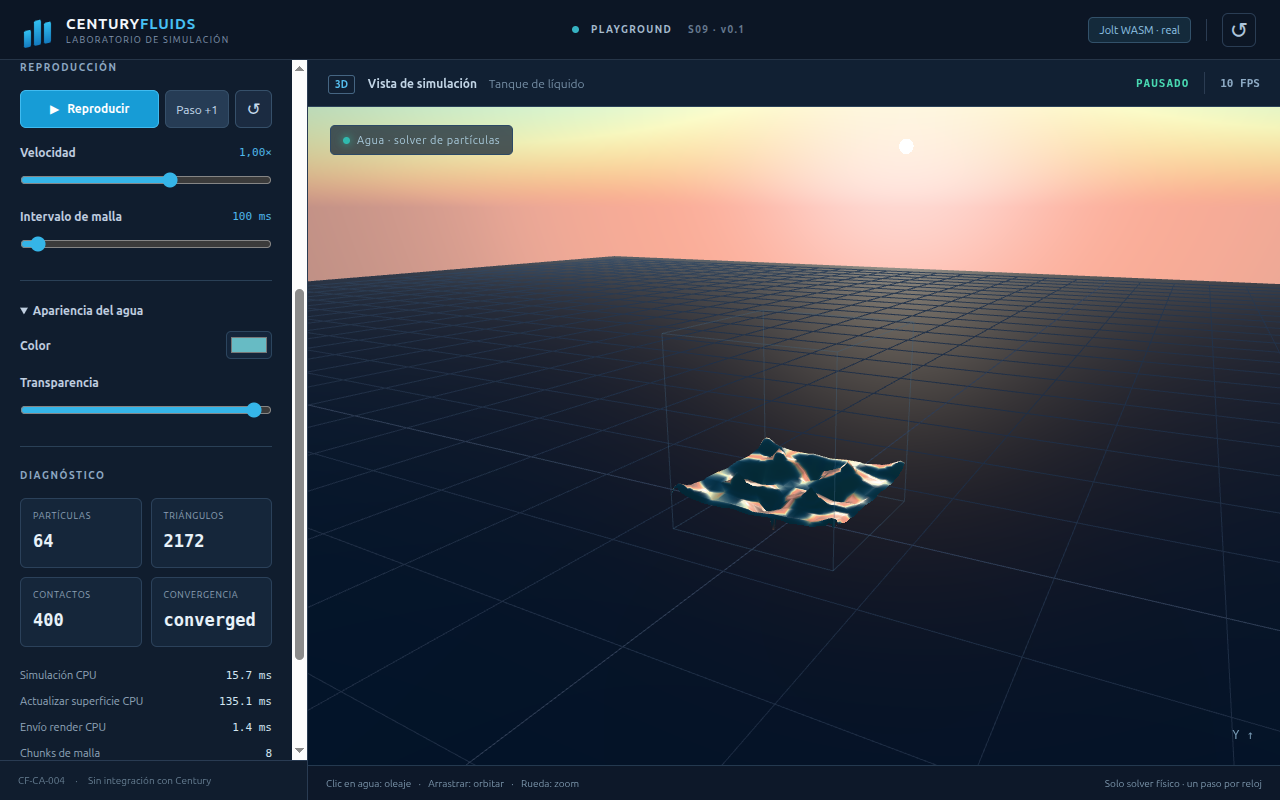 CENTURYFLUIDS
LABORATORIO DE SIMULACIÓN
PLAYGROUND S09 · v0.1
Jolt WASM · real
↺
REPRODUCCIÓN
▶ Reproducir
Paso +1
↺
Velocidad 1,00×
Intervalo de malla 100 ms
▼ Apariencia del agua
Color
Transparencia
DIAGNÓSTICO
PARTÍCULAS
64
TRIÁNGULOS
2172
CONTACTOS
400
CONVERGENCIA
converged
Simulación CPU 15.7 ms
Actualizar superficie CPU 135.1 ms
Envío render CPU 1.4 ms
Chunks de malla 8
CF-CA-004 · Sin integración con Century
3D Vista de simulación Tanque de líquido
PAUSADO 10 FPS
Agua · solver de partículas
Y ↑
Clic en agua: oleaje · Arrastrar: orbitar · Rueda: zoom
Solo solver físico · un paso por reloj